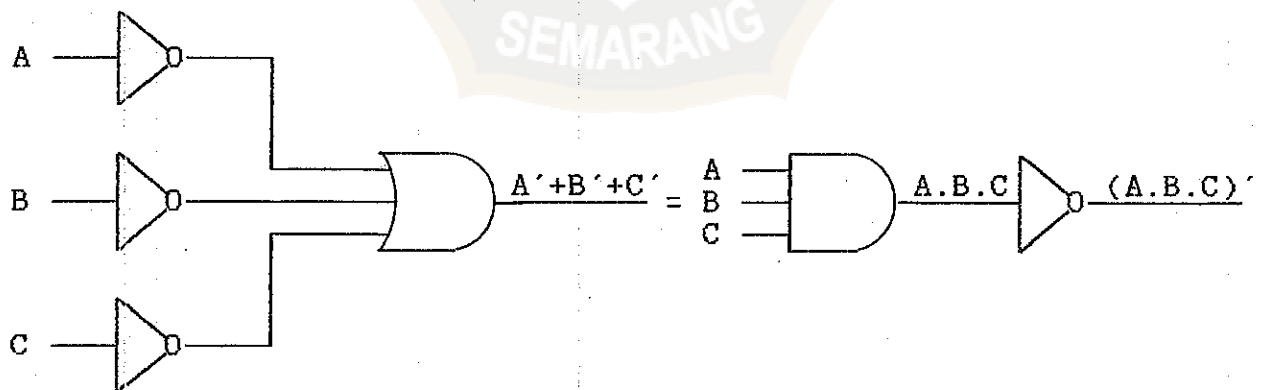 SEMARANG
A
B
C
A´+B´+C´ =
A
B
C
A.B.C
(A.B.C)´